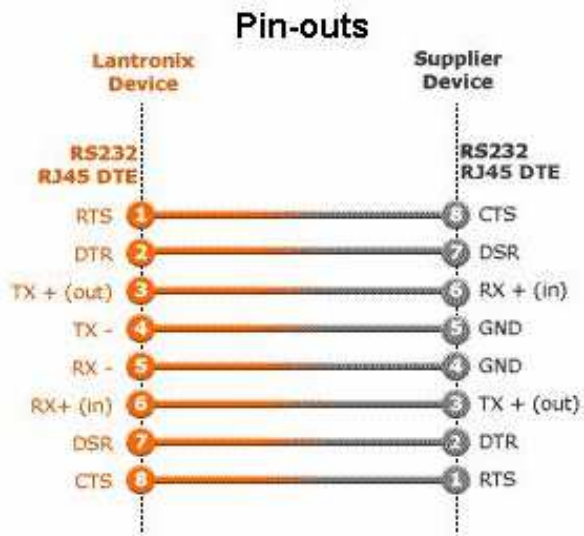 Pin-outs
Lantronix
Device
Supplier
Device
RS232
RJ45 DTE
RS232
RJ45 DTE
RTS 1 8 CTS
DTR 2 7 DSR
TX + (out) 3 6 RX + (in)
TX - 4 5 GND
RX - 5 4 GND
RX+ (in) 6 3 TX + (out)
DSR 7 2 DTR
CTS 8 1 RTS